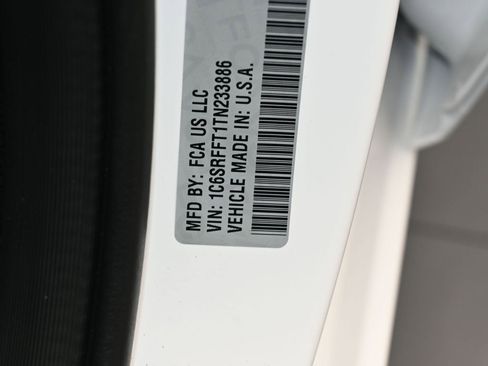 MFD BY: FCA US LLC
VIN: 1C6SRFFT1TN233886
VEHICLE MADE IN: U.S.A.